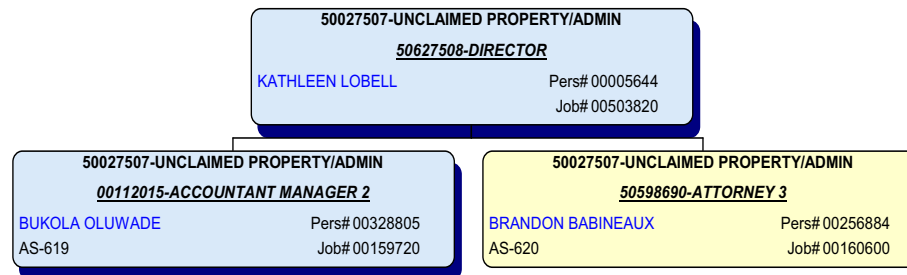 50027507-UNCLAIMED PROPERTY/ADMIN
50627508-DIRECTOR
KATHLEEN LOBELL Pers# 00005644
Job# 00503820
50027507-UNCLAIMED PROPERTY/ADMIN
00112015-ACCOUNTANT MANAGER 2
BUKOLA OLUWADE Pers# 00328805
AS-619 Job# 00159720
50027507-UNCLAIMED PROPERTY/ADMIN
50598690-ATTORNEY 3
BRANDON BABINEAUX Pers# 00256884
AS-620 Job# 00160600